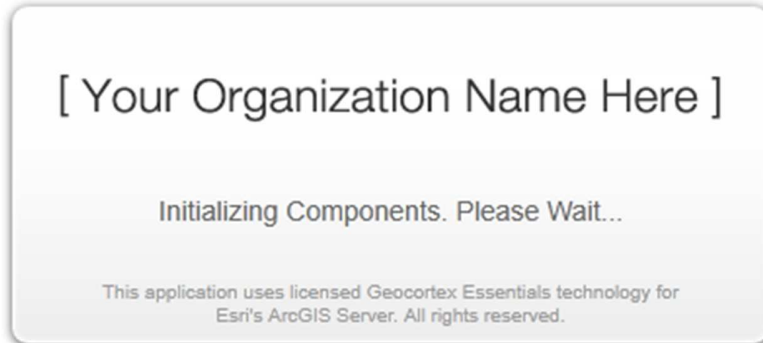 [ Your Organization Name Here ]
Initializing Components. Please Wait...
This application uses licensed Geocortex Essentials technology for
Esri's ArcGIS Server. All rights reserved.